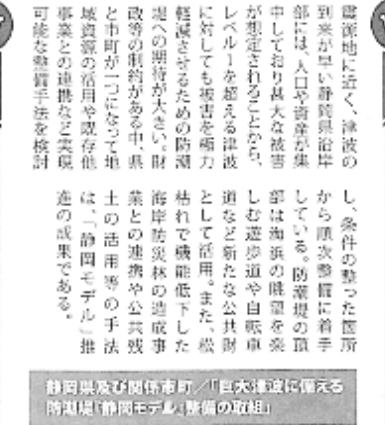 震源地に近く、津波の
到来が早い静岡県沿岸
部には、人口や資産が集
中しており甚大な被害
が想定されることから、
レベル1を超える津波
に対しても被害を極力
軽減させるための防潮
堤への期待が大きい。財
政等の制約がある中、県
と市町が一つになって地
域資源の活用や既存他
事業との連携など実現
可能な整備手法を検討
し、条件の整った箇所
から順次整備に着手
している。防潮堤の頂
部は海浜の眺望を楽
しむ遊歩道や自転車
道など新たな公共財
として活用。また、松
枯れで機能低下した
海岸防災林の造成事
業との連携や公共残
土の活用等の手法
は、「静岡モデル」推
進の成果である。
静岡県及び関係市町/「巨大津波に備える
防潮堤『静岡モデル』整備の取組」